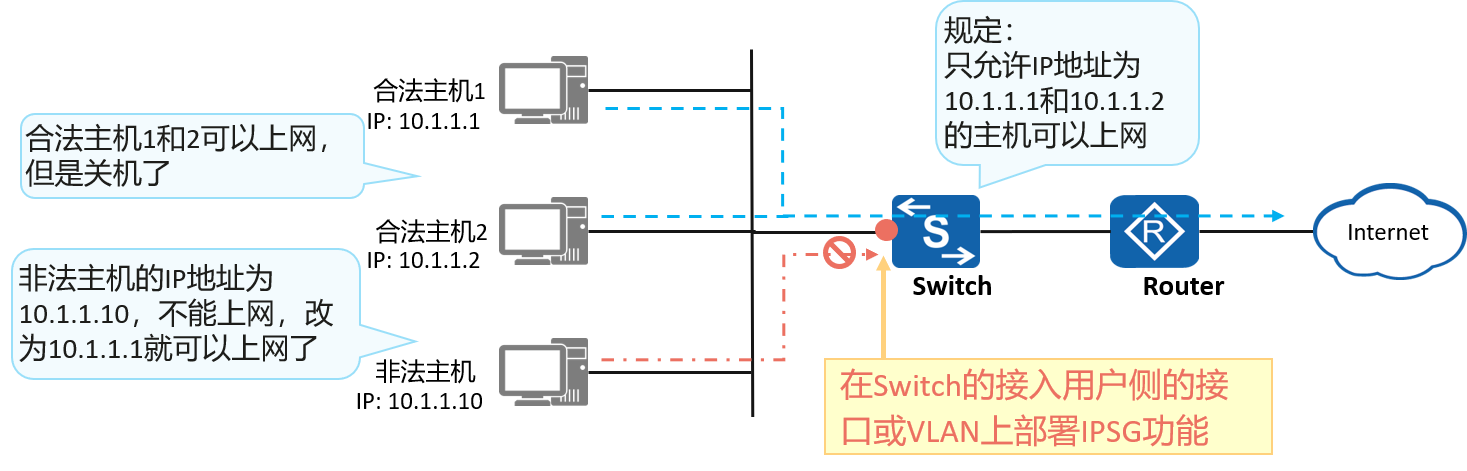 规定：
只允许IP地址为
10.1.1.1和10.1.1.2
的主机可以上网
合法主机1
IP: 10.1.1.1
合法主机1和2可以上网，
但是关机了
合法主机2
IP: 10.1.1.2
非法主机的IP地址为
10.1.1.10，不能上网，改
为10.1.1.1就可以上网了
非法主机
IP: 10.1.1.10
S
Switch
R
Router
Internet
在Switch的接入用户侧的接
口或VLAN上部署IPSG功能